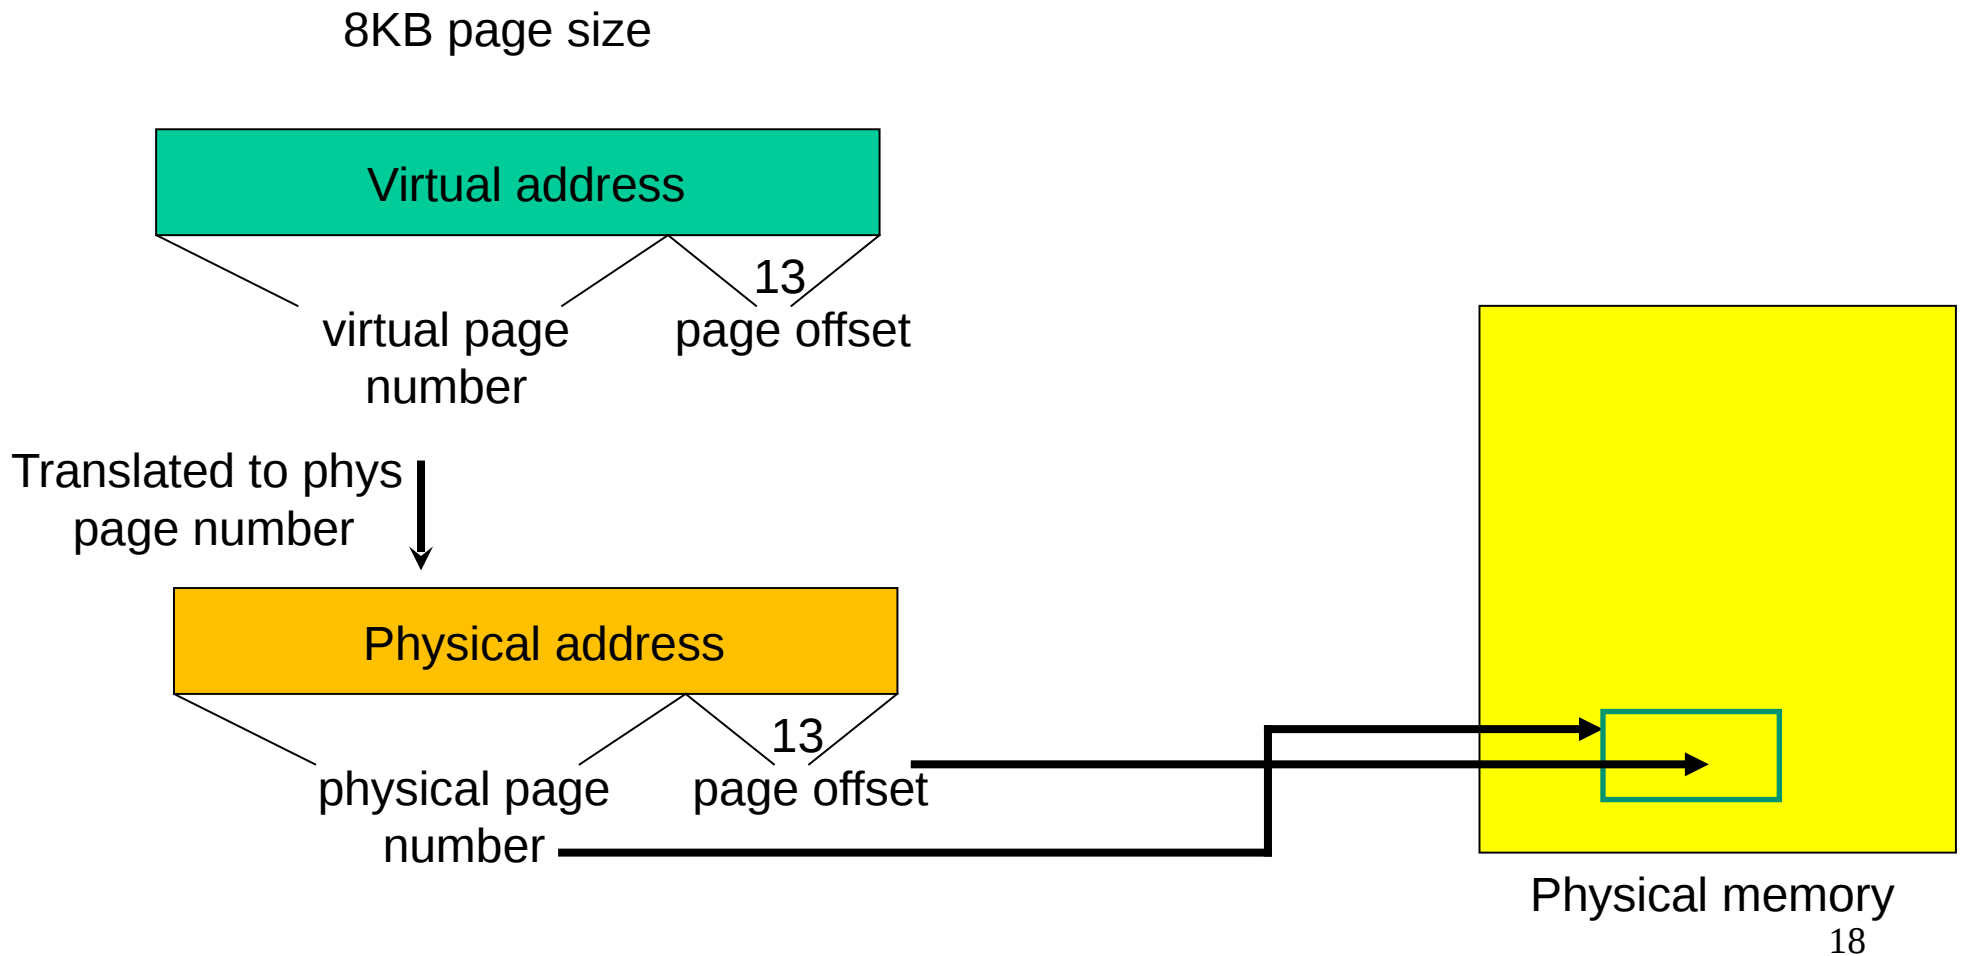 8KB page size
Virtual address
13
virtual page
number
page offset
Translated to phys
page number
Physical address
13
physical page
number
page offset
Physical memory
18